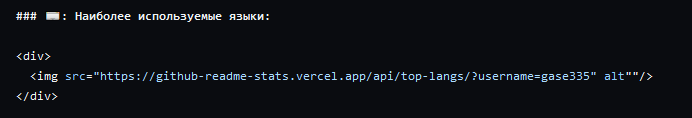 ### 📖: Наиболее используемые языки:
<div>
<img src="https://github-readme-stats.vercel.app/api/top-langs/?username=gase335" alt""/>
</div>